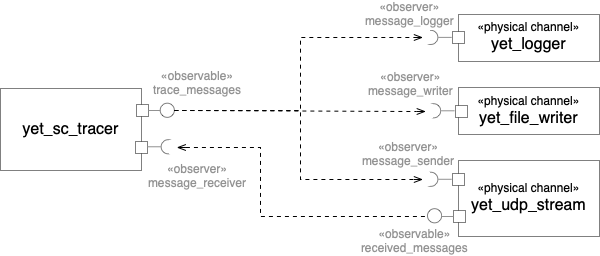 «observer»
message_logger
«physical channel»
yet_logger
«observable»
trace_messages
«observer»
message_writer
«physical channel»
yet_file_writer
yet_sc_tracer
«observer»
message_receiver
«observer»
message_sender
«physical channel»
yet_udp_stream
«observable»
received_messages